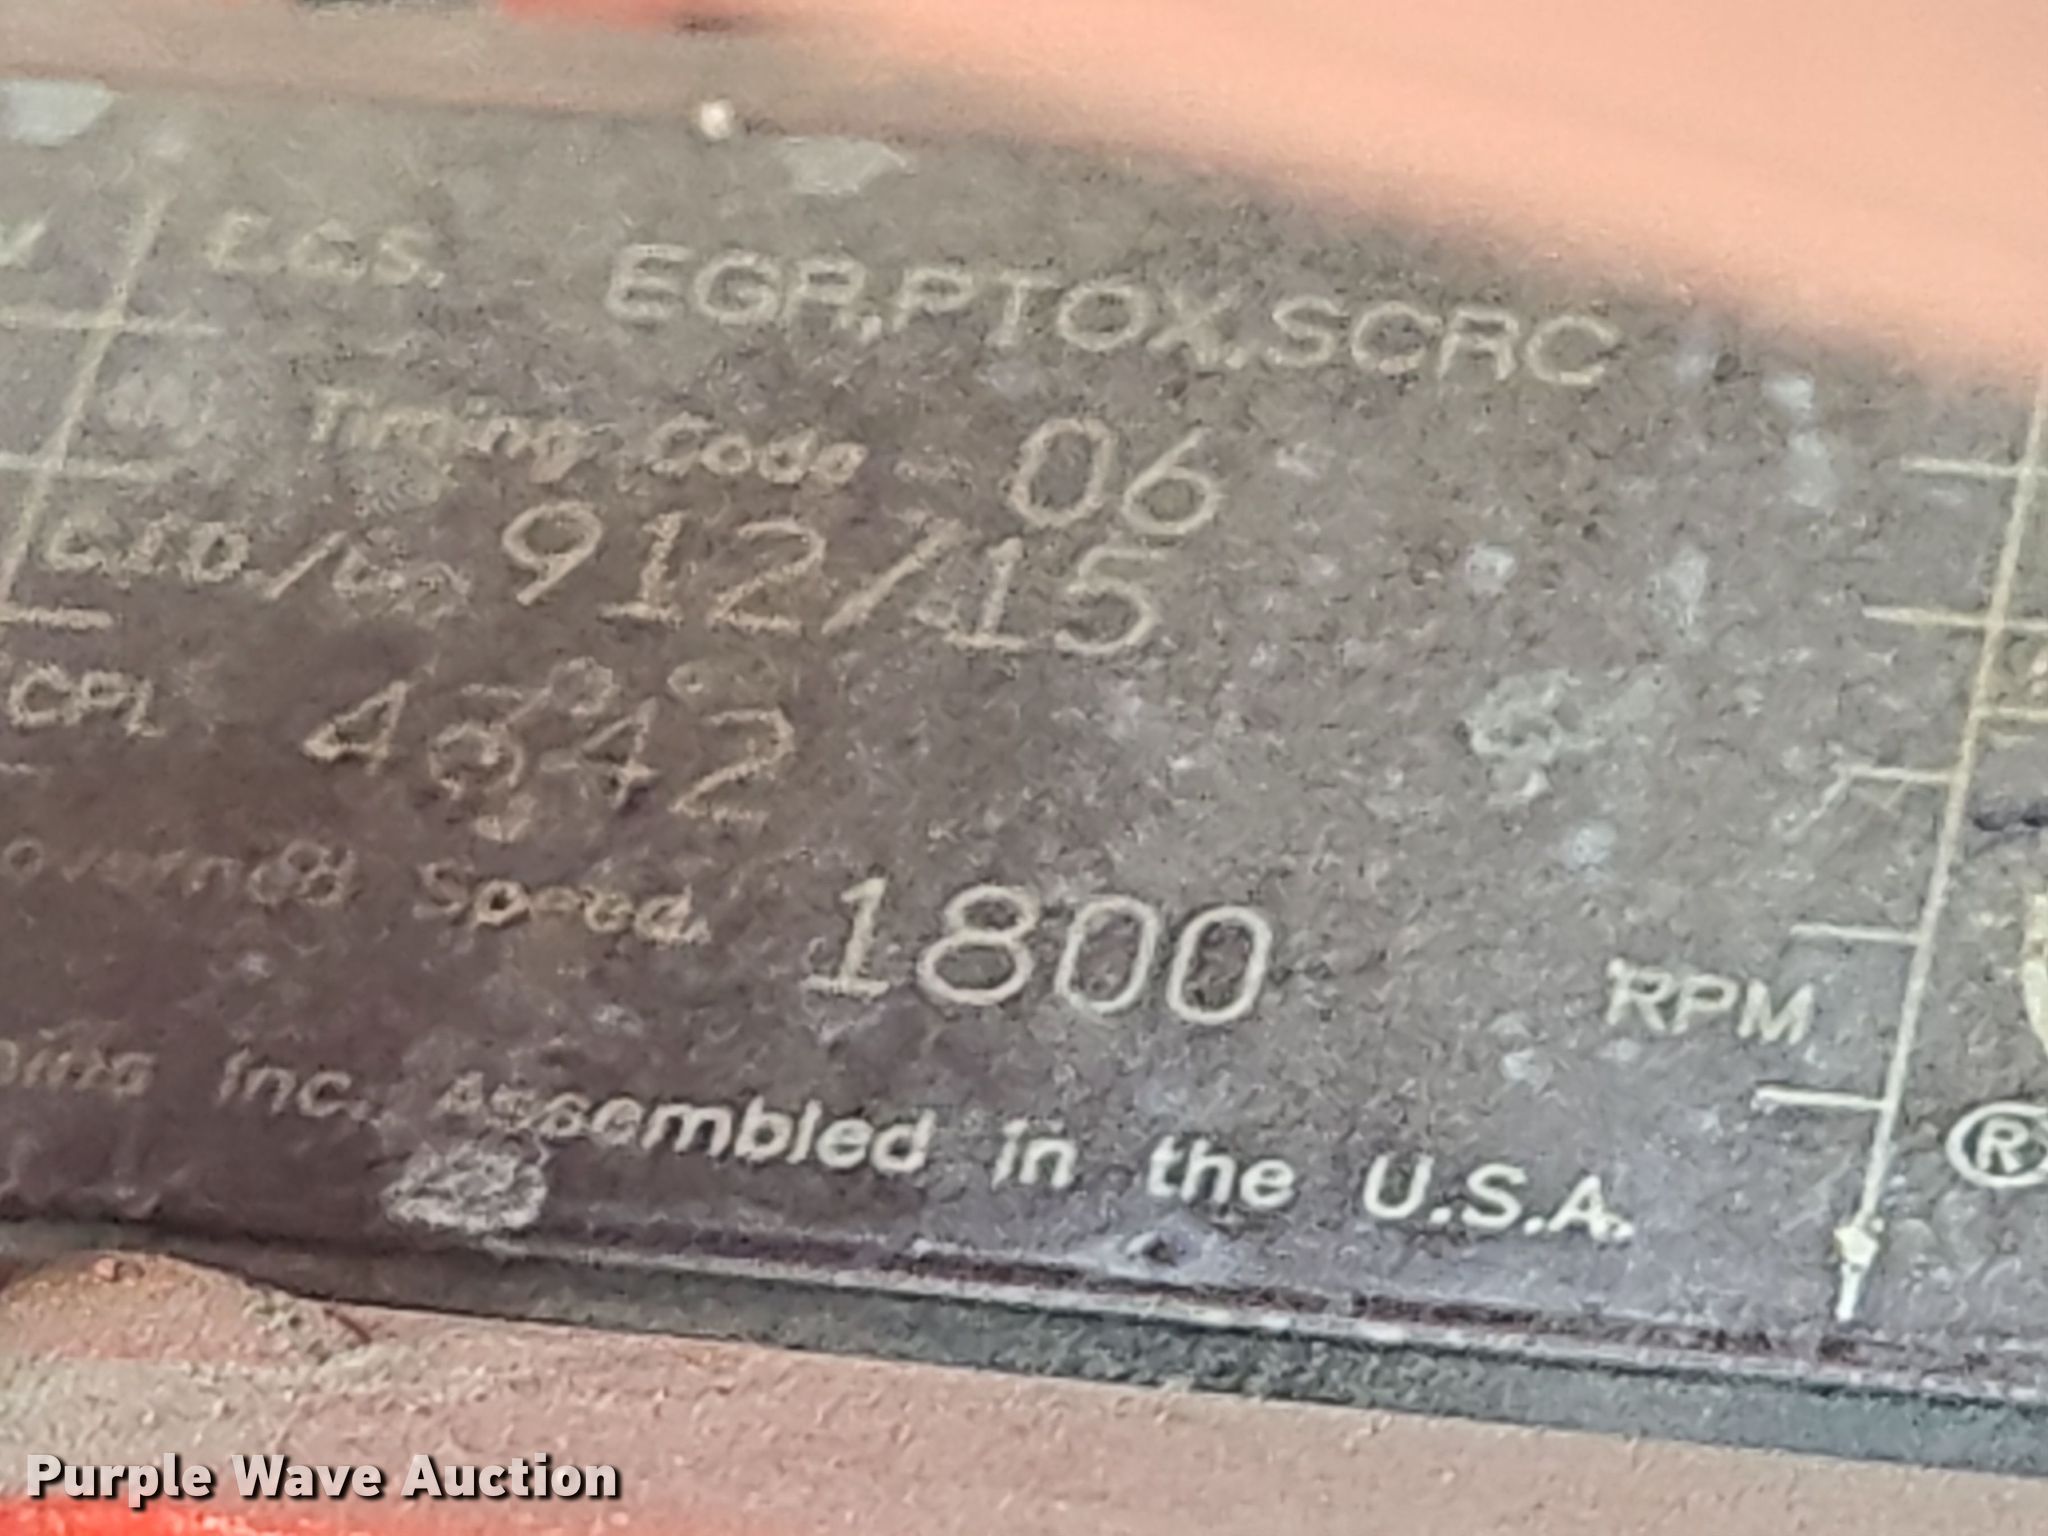 E.C.S. EGR,PTOX,SCRC
Timing Code 06
C.I.D./L. 912/15
CPL
Speed 1800 RPM
Inc. Assembled in the U.S.A.
®
Purple Wave Auction